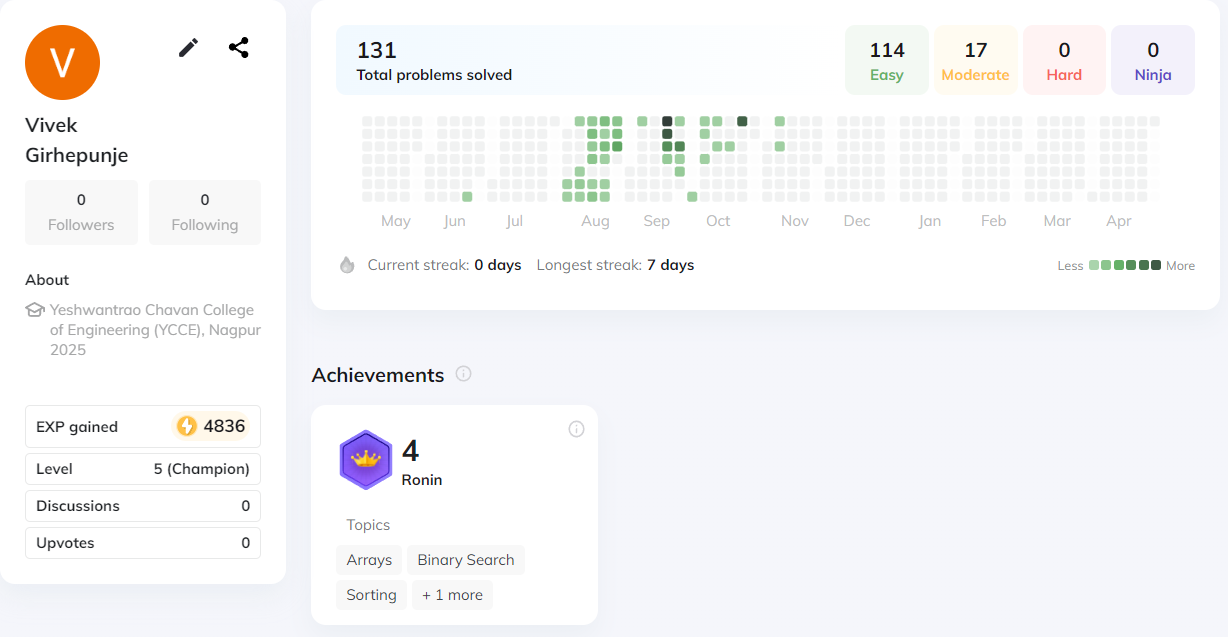 V
Vivek
Girhepunje
0
Followers
0
Following
About
Yeshwantrao Chavan College
of Engineering (YCCE), Nagpur
2025
EXP gained 4836
Level 5 (Champion)
Discussions 0
Upvotes 0
131
Total problems solved
114
Easy
17
Moderate
0
Hard
0
Ninja
May Jun Jul Aug Sep Oct Nov Dec Jan Feb Mar Apr
Current streak: 0 days Longest streak: 7 days
Less More
Achievements
4
Ronin
Topics
Arrays Binary Search
Sorting + 1 more